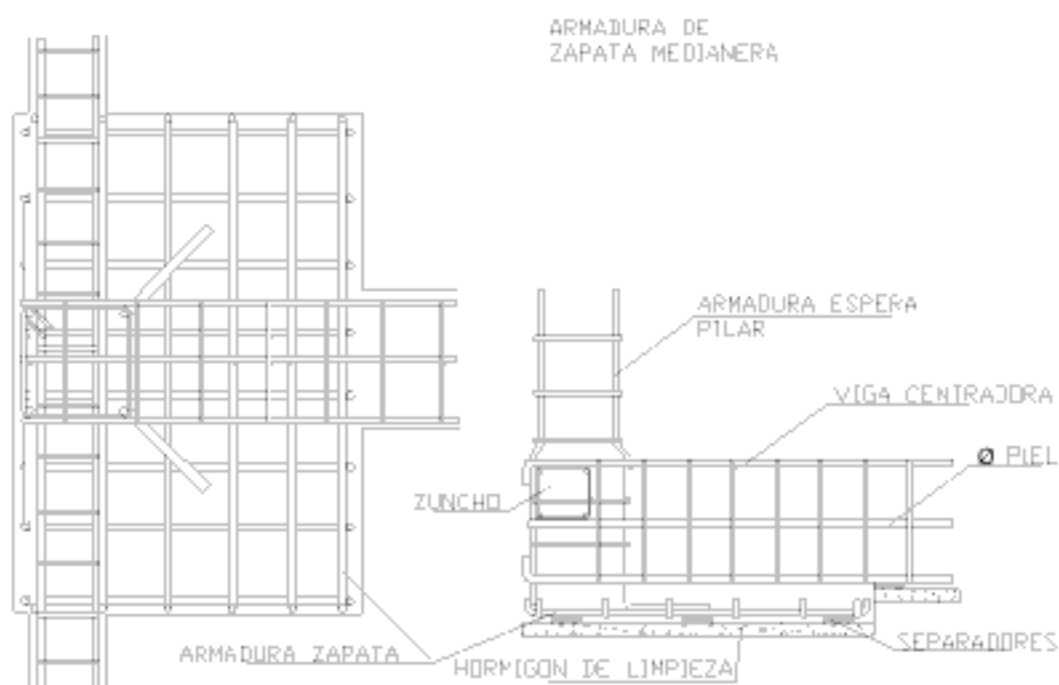 ARMADURA DE
ZAPATA MEDIANERA
ARMADURA ESPERA
PILAR
VIGA CENTRADORA
Ø PIEL
ZUNCHO
ARMADURA ZAPATA
HORMIGON DE LIMPIEZA
SEPARADORES